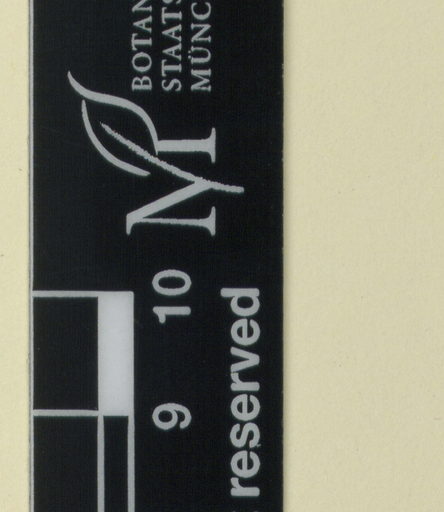 BOTAN
STAATS
MÜNC
9 10
reserved